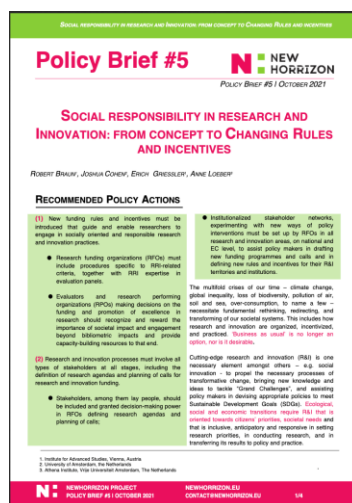 SOCIAL RESPONSIBILITY IN RESEARCH AND INNOVATION: FROM CONCEPT TO CHANGING RULES AND INCENTIVES
Policy Brief #5
NEW
HORRIZON
POLICY BRIEF #5 I OCTOBER 2021
SOCIAL RESPONSIBILITY IN RESEARCH AND
INNOVATION: FROM CONCEPT TO CHANGING RULES
AND INCENTIVES
ROBERT BRAUN¹, JOSHUA COHEN², ERICH GRIESSLER¹, ANNE LOEBER³
RECOMMENDED POLICY ACTIONS
(1) New funding rules and incentives must be
introduced that guide and enable researchers to
engage in socially oriented and responsible research
and innovation practices.
● Research funding organizations (RFOs) must
include procedures specific to RRI-related
criteria, together with RRI expertise in
evaluation panels.
● Evaluators and research performing
organizations (RPOs) making decisions on the
funding and promotion of excellence in
research should recognize and reward the
importance of societal impact and engagement
beyond bibliometric impacts and provide
capacity-building resources to that end.
(2) Research and innovation processes must involve all
types of stakeholders at all stages, including the
definition of research agendas and planning of calls for
research and innovation funding.
● Stakeholders, among them lay people, should
be included and granted decision-making power
in RFOs defining research agendas and
planning of calls;
● Institutionalized stakeholder networks,
experimenting with new ways of policy
interventions must be set up by RFOs in all
research and innovation areas, on national and
EC level, to assist policy makers in drafting
new funding programmes and calls and in
defining new rules and incentives for their R&I
territories and institutions.
The multifold crises of our time – climate change,
global inequality, loss of biodiversity, pollution of air,
soil and sea, over-consumption, to name a few –
necessitate fundamental rethinking, redirecting, and
transforming of our societal systems. This includes how
research and innovation are organized, incentivized,
and practiced. 'Business as usual' is no longer an
option, nor is it desirable.
Cutting-edge research and innovation (R&I) is one
necessary element amongst others – e.g. social
innovation - to propel the necessary processes of
transformative change, bringing new knowledge and
ideas to tackle "Grand Challenges", and assisting
policy makers in devising appropriate policies to meet
Sustainable Development Goals (SDGs). Ecological,
social and economic transitions require R&I that is
oriented towards citizens' priorities, societal needs and
that is inclusive, anticipatory and responsive in setting
research priorities, in conducting research, and in
transferring its results to policy and practice.
1. Institute for Advanced Studies, Vienna, Austria
2. University of Amsterdam, the Netherlands
3. Athena Institute, Vrije Universiteit Amsterdam, The Netherlands
NEWHORRIZON PROJECT
POLICY BRIEF #5 I OCTOBER 2021
NEWHORRIZON.EU
CONTACT@NEWHORRIZON.EU
1/4